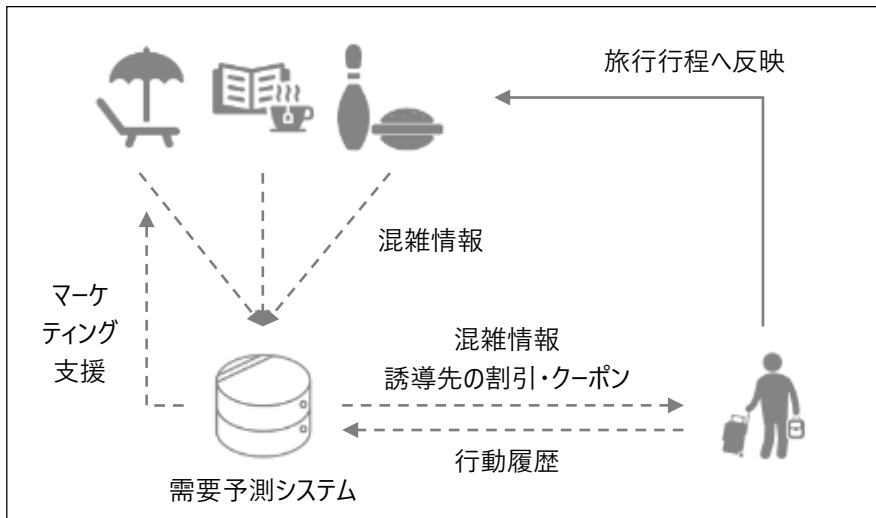 旅行行程へ反映
混雑情報
マーケ
ティング
支援
混雑情報
誘導先の割引・クーポン
行動履歴
需要予測システム